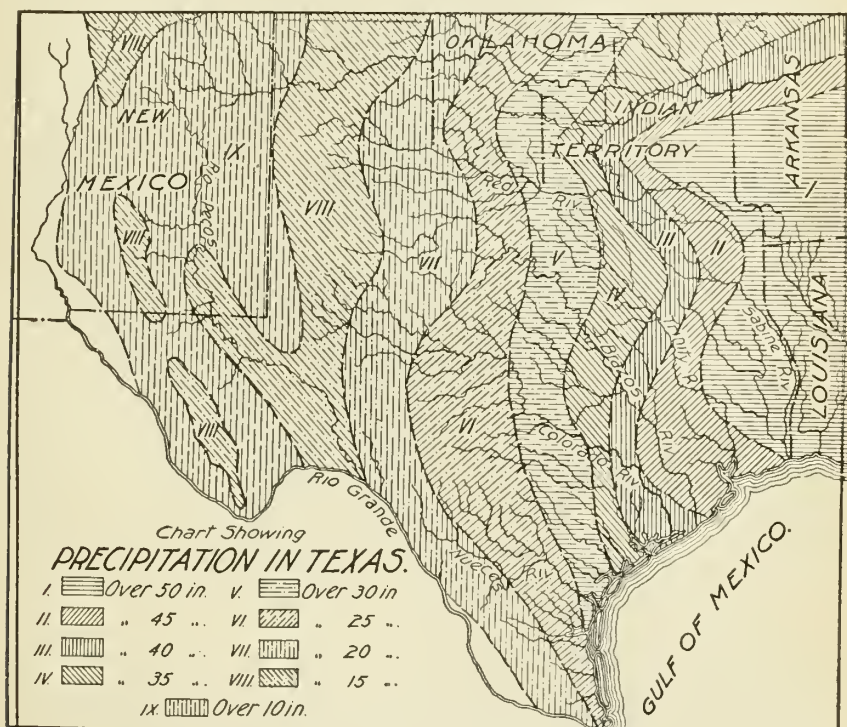 VIII
OKLAHOMA
NEW
MEXICO
IX
Rio Pecos
VIII
VIII
VII
INDIAN
TERRITORY
ARKANSAS
I
Red
Riv
V
III
II
IV
LOUISIANA
Sabine
Riv
Trinity R
Brazos
Riv
VI
Colorado
Riv
VIII
Rio Grande
Nueces
Riv
GULF OF MEXICO.
Chart Showing
PRECIPITATION IN TEXAS.
I. Over 50 in. V. Over 30 in
II. " 45 " VI. " 25 ".
III. " 40 " VII. " 20 ".
IV. " 35 " VIII. " 15 ".
IX. Over 10 in.